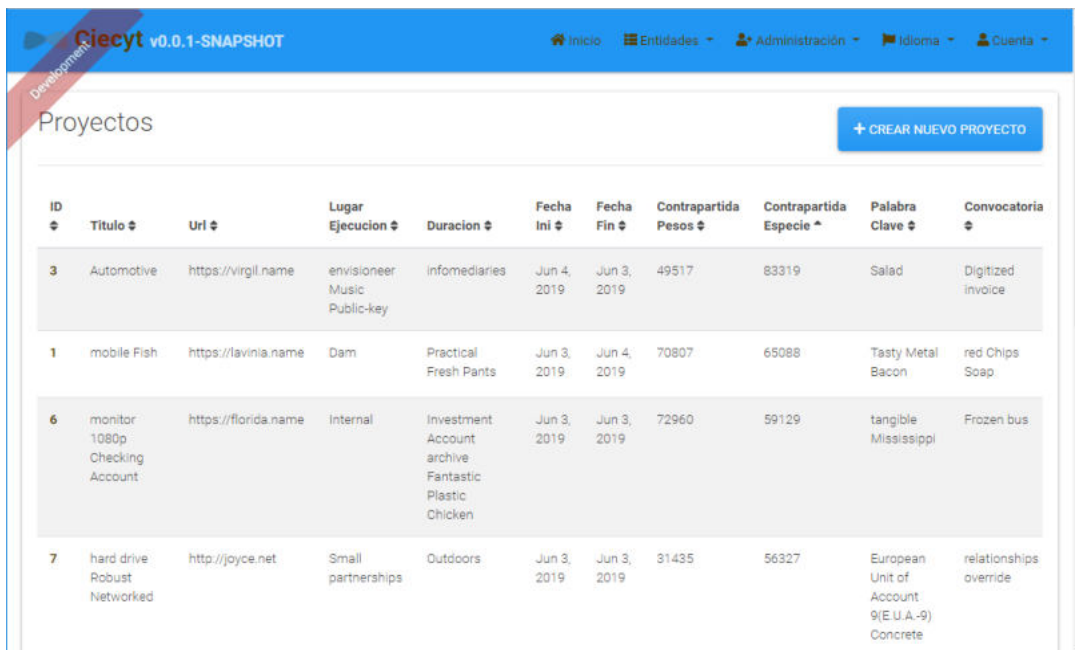 Ciecyt v0.0.1-SNAPSHOT
Inicio Entidades Administración Idioma Cuenta
Development
Proyectos
+ CREAR NUEVO PROYECTO
ID Titulo Url Lugar Ejecucion Duracion Fecha Ini Fecha Fin Contrapartida Pesos Contrapartida Especie Palabra Clave Convocatoria
3 Automotive https://virgil.name envisioneer Music Public-key infomediaries Jun 4, 2019 Jun 3, 2019 49517 83319 Salad Digitized invoice
1 mobile Fish https://lavinia.name Dam Practical Fresh Pants Jun 3, 2019 Jun 4, 2019 70807 65088 Tasty Metal Bacon red Chips Soap
6 monitor 1080p Checking Account https://florida.name Internal Investment Account archive Fantastic Plastic Chicken Jun 3, 2019 Jun 3, 2019 72960 59129 tangible Mississippi Frozen bus
7 hard drive Robust Networked http://joyce.net Small partnerships Outdoors Jun 3, 2019 Jun 3, 2019 31435 56327 European Unit of Account 9(E.U.A.-9) Concrete relationships override